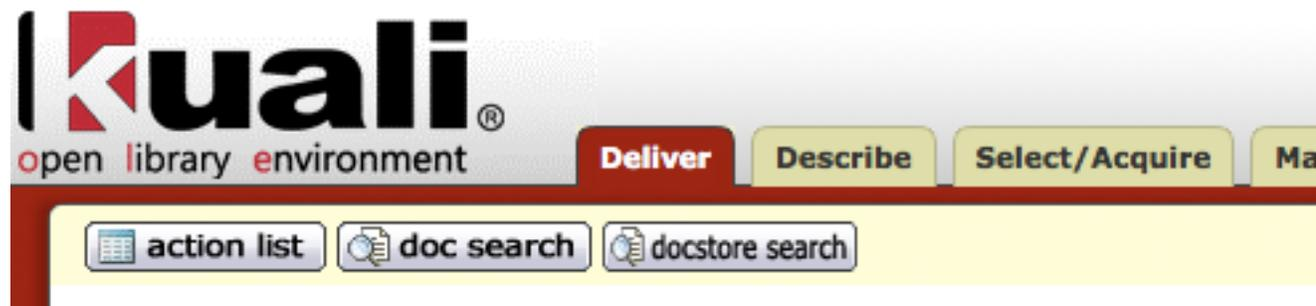 kuali®
open library environment
Deliver Describe Select/Acquire
action list doc search docstore search